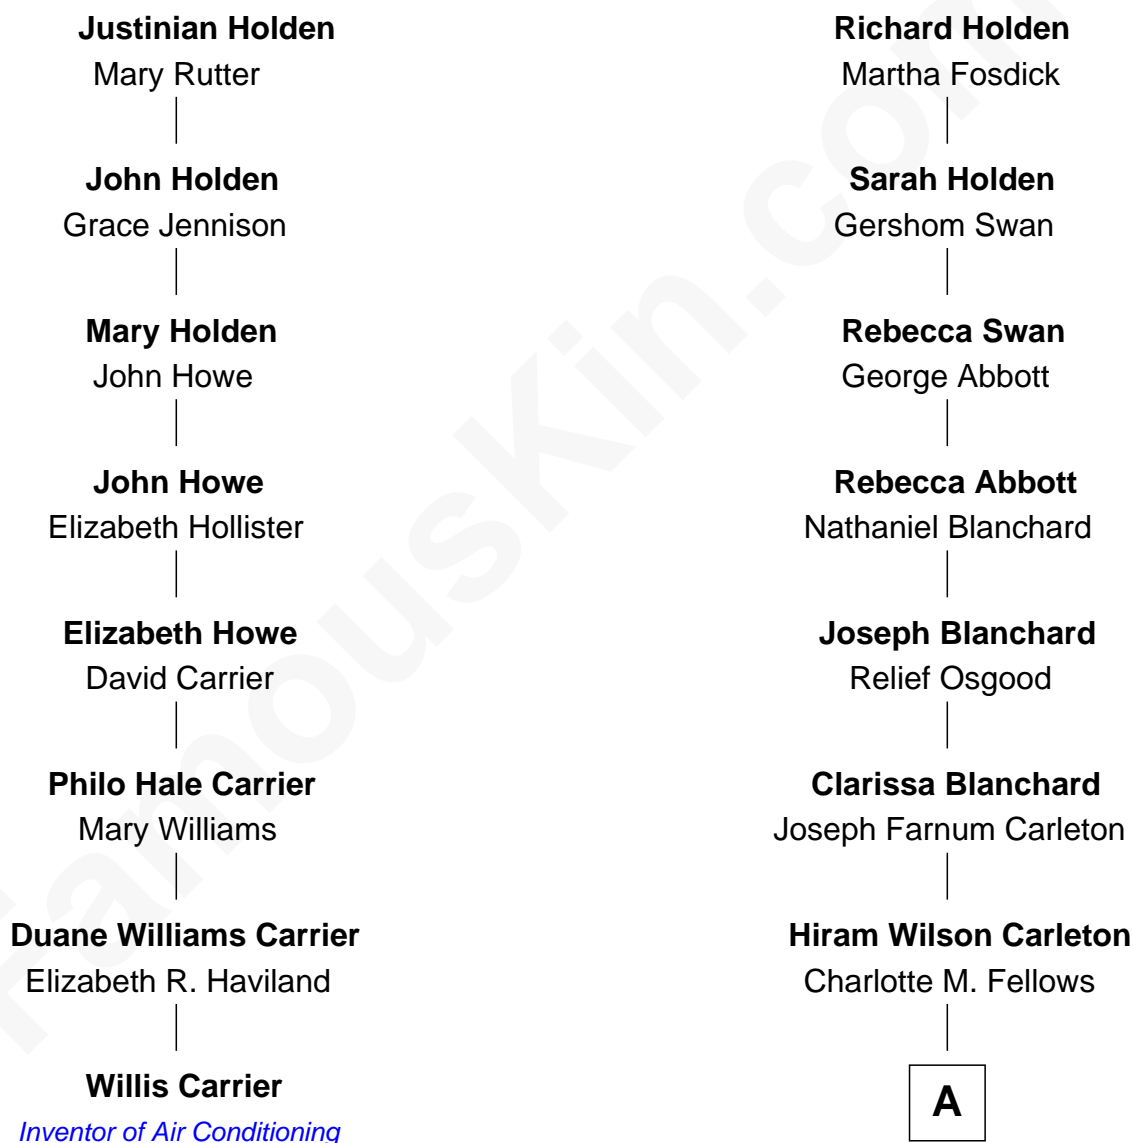 Justinian Holden
Mary Rutter
John Holden
Grace Jennison
Mary Holden
John Howe
John Howe
Elizabeth Hollister
Elizabeth Howe
David Carrier
Philo Hale Carrier
Mary Williams
Duane Williams Carrier
Elizabeth R. Haviland
Willis Carrier
Inventor of Air Conditioning
Richard Holden
Martha Fosdick
Sarah Holden
Gershom Swan
Rebecca Swan
George Abbott
Rebecca Abbott
Nathaniel Blanchard
Joseph Blanchard
Relief Osgood
Clarissa Blanchard
Joseph Farnum Carleton
Hiram Wilson Carleton
Charlotte M. Fellows
A
FamousKin.com